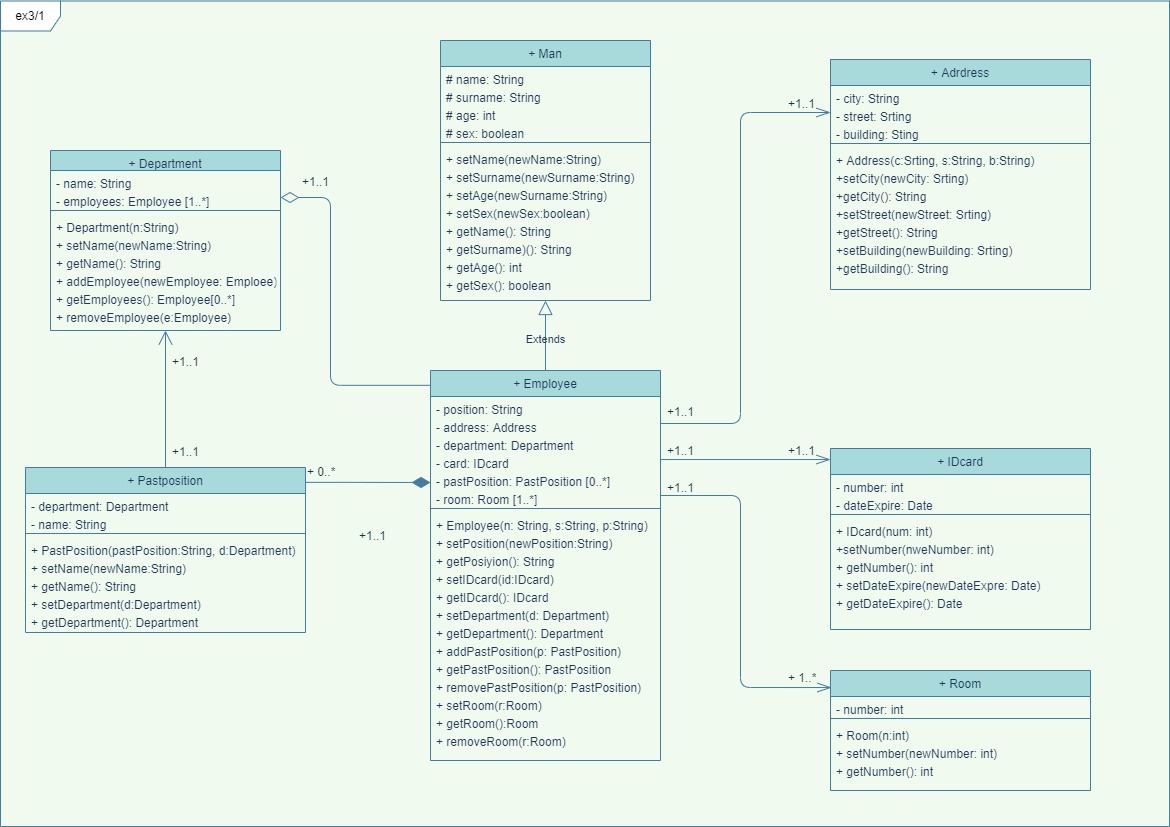 ex3/1
+ Man
# name: String
# surname: String
# age: int
# sex: boolean
+ setName(newName:String)
+ setSurname(newSurname:String)
+ setAge(newSurname:String)
+ setSex(newSex:boolean)
+ getName(): String
+ getSurname)(): String
+ getAge(): int
+ getSex(): boolean
+ Adrdress
- city: String
- street: Srting
- building: Sting
+ Address(c:Srting, s:String, b:String)
+setCity(newCity: Srting)
+getCity(): String
+setStreet(newStreet: Srting)
+getStreet(): String
+setBuilding(newBuilding: Srting)
+getBuilding(): String
+1..1
+ Department
- name: String
- employees: Employee [1..*]
+ Department(n:String)
+ setName(newName:String)
+ getName(): String
+ addEmployee(newEmployee: Emploee)
+ getEmployees(): Employee[0..*]
+ removeEmployee(e:Employee)
+1..1
Extends
+1..1
+1..1
+ Pastposition
- department: Department
- name: String
+ PastPosition(pastPosition:String, d:Department)
+ setName(newName:String)
+ getName(): String
+ setDepartment(d:Department)
+ getDepartment(): Department
+ 0..*
+1..1
+ Employee
- position: String
- address: Address
- department: Department
- card: IDcard
- pastPosition: PastPosition [0..*]
- room: Room [1..*]
+ Employee(n: String, s:String, p:String)
+ setPosition(newPosition:String)
+ getPosiyion(): String
+ setIDcard(id:IDcard)
+ getIDcard(): IDcard
+ setDepartment(d: Department)
+ getDepartment(): Department
+ addPastPosition(p: PastPosition)
+ getPastPosition(): PastPosition
+ removePastPosition(p: PastPosition)
+ setRoom(r:Room)
+ getRoom():Room
+ removeRoom(r:Room)
+1..1
+1..1
+1..1
+1..1
+ IDcard
- number: int
- dateExpire: Date
+ IDcard(num: int)
+setNumber(nweNumber: int)
+ getNumber(): int
+ setDateExpire(newDateExpre: Date)
+ getDateExpire(): Date
+ 1..*
+ Room
- number: int
+ Room(n:int)
+ setNumber(newNumber: int)
+ getNumber(): int